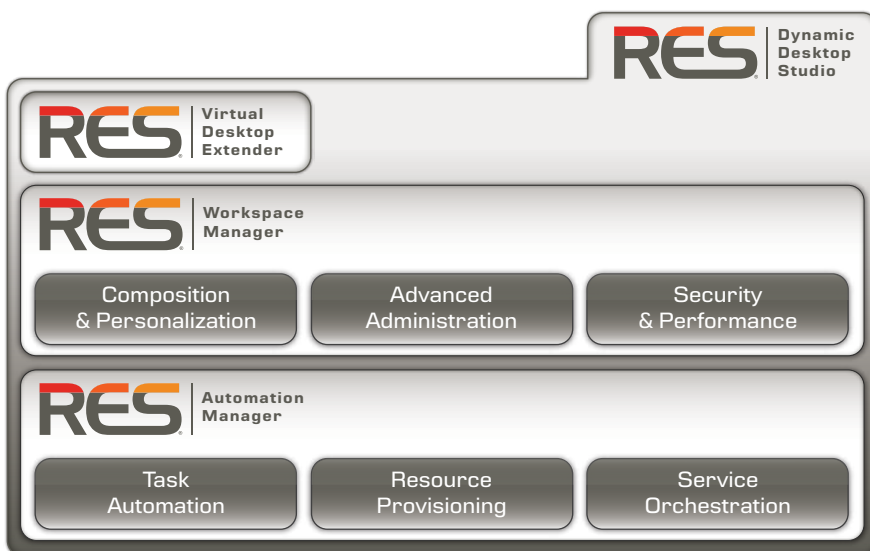 RES Dynamic
Desktop
Studio
RES Virtual
Desktop
Extender
RES Workspace
Manager
Composition
& Personalization
Advanced
Administration
Security
& Performance
RES Automation
Manager
Task
Automation
Resource
Provisioning
Service
Orchestration